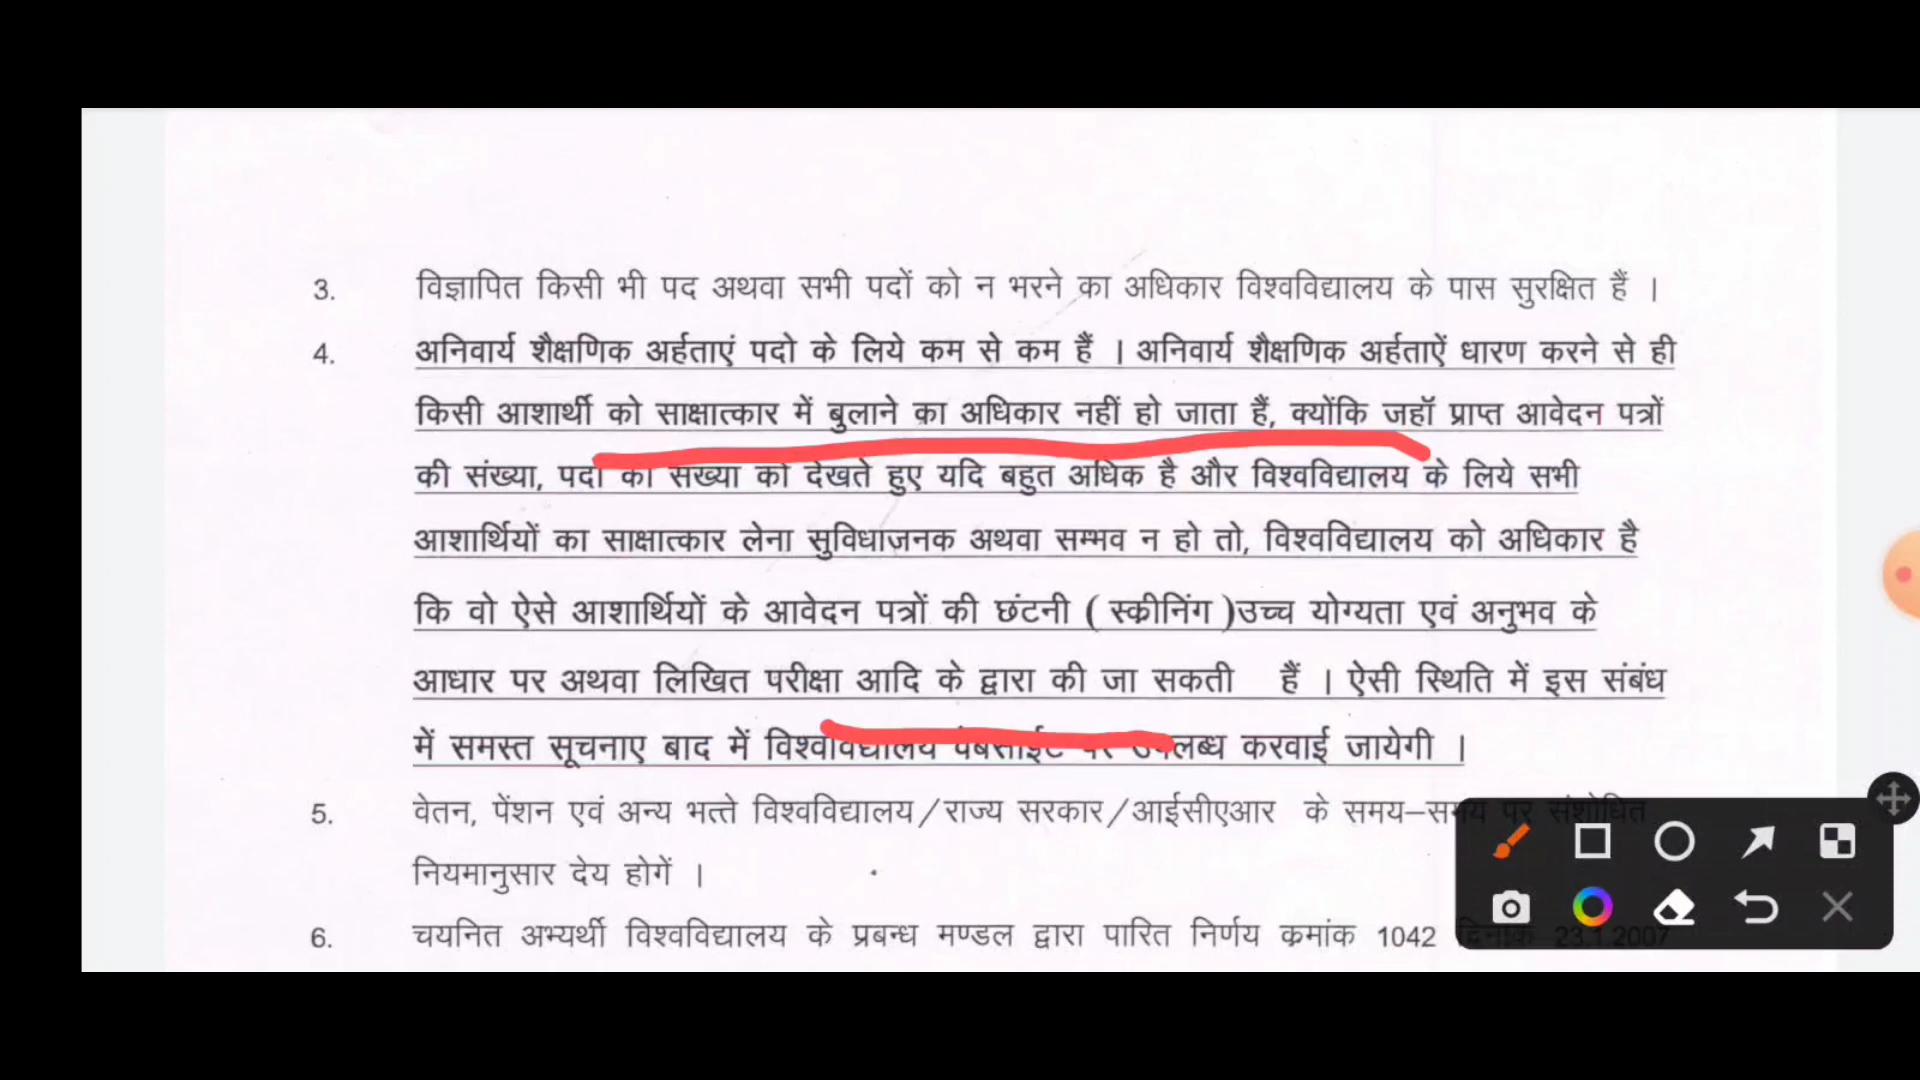 3. विज्ञापित किसी भी पद अथवा सभी पदों को न भरने का अधिकार विश्वविद्यालय के पास सुरक्षित हैं ।
4. अनिवार्य शैक्षणिक अर्हताएं पदो के लिये कम से कम हैं । अनिवार्य शैक्षणिक अर्हताऐं धारण करने से ही
किसी आशार्थी को साक्षात्कार में बुलाने का अधिकार नहीं हो जाता हैं, क्योंकि जहॉ प्राप्त आवेदन पत्रों
की संख्या, पदों की संख्या को देखते हुए यदि बहुत अधिक है और विश्वविद्यालय के लिये सभी
आशार्थियों का साक्षात्कार लेना सुविधाजनक अथवा सम्भव न हो तो, विश्वविद्यालय को अधिकार है
कि वो ऐसे आशार्थियों के आवेदन पत्रों की छंटनी ( स्क्रीनिंग )उच्च योग्यता एवं अनुभव के
आधार पर अथवा लिखित परीक्षा आदि के द्वारा की जा सकती हैं । ऐसी स्थिति में इस संबंध
में समस्त सूचनाए बाद में विश्वविद्यालय वेबसाईट पर उपलब्ध करवाई जायेगी ।
5. वेतन, पेंशन एवं अन्य भत्ते विश्वविद्यालय/राज्य सरकार/आईसीएआर के समय–समय पर संशोधित
नियमानुसार देय होगें ।
6. चयनित अभ्यर्थी विश्वविद्यालय के प्रबन्ध मण्डल द्वारा पारित निर्णय क्रमांक 1042 दिनांक 23.1.2007